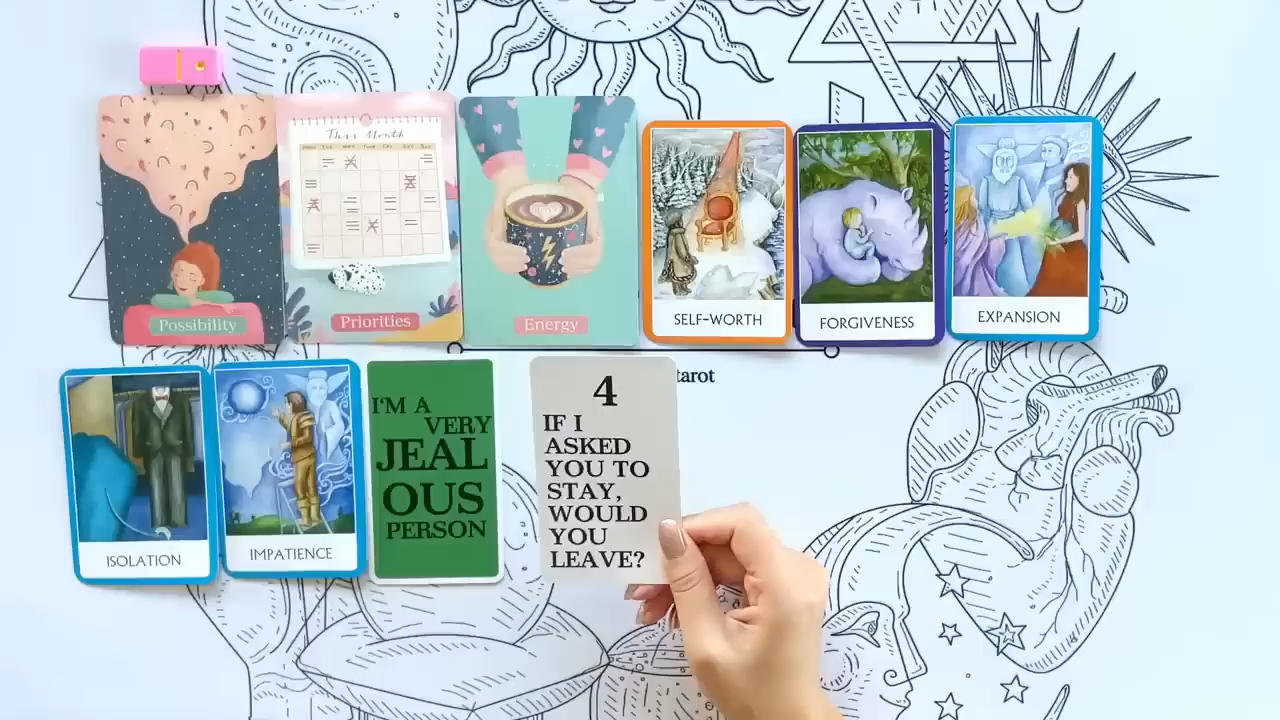 This Month
Possibility
Priorities
Energy
SELF-WORTH
FORGIVENESS
EXPANSION
tarot
ISOLATION
IMPATIENCE
I'M A
VERY
JEAL
OUS
PERSON
4
IF I
ASKED
YOU TO
STAY,
WOULD
YOU
LEAVE?